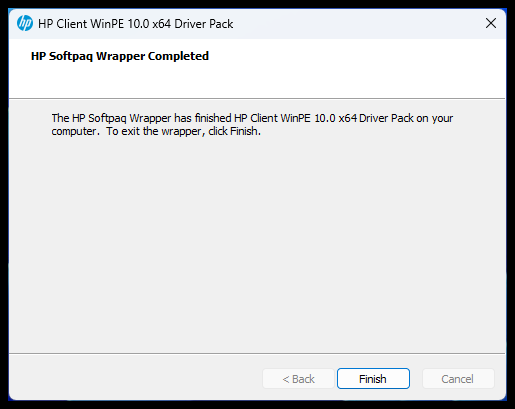 hp HP Client WinPE 10.0 x64 Driver Pack
HP Softpaq Wrapper Completed
The HP Softpaq Wrapper has finished HP Client WinPE 10.0 x64 Driver Pack on your
computer.  To exit the wrapper, click Finish.
< Back Finish Cancel